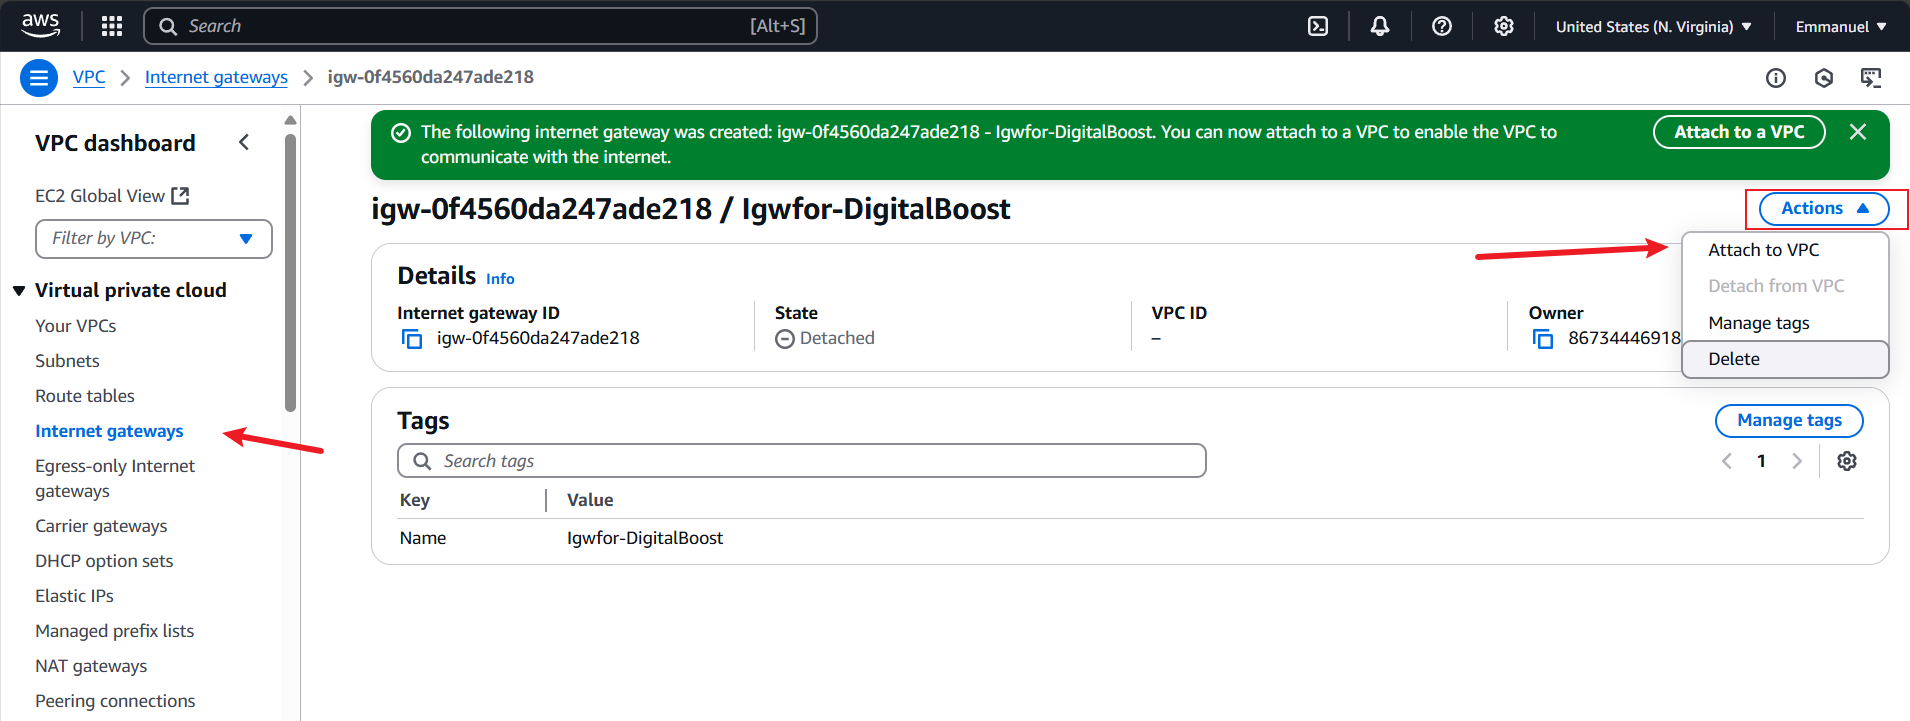 aws
Search
[Alt+S]
United States (N. Virginia)
Emmanuel
VPC
Internet gateways
igw-0f4560da247ade218
VPC dashboard
EC2 Global View
Filter by VPC:
Virtual private cloud
Your VPCs
Subnets
Route tables
Internet gateways
Egress-only Internet
gateways
Carrier gateways
DHCP option sets
Elastic IPs
Managed prefix lists
NAT gateways
Peering connections
The following internet gateway was created: igw-0f4560da247ade218 - Igwfor-DigitalBoost. You can now attach to a VPC to enable the VPC to
communicate with the internet.
Attach to a VPC
igw-0f4560da247ade218 / Igwfor-DigitalBoost
Actions
Attach to VPC
Detach from VPC
Manage tags
Delete
Details Info
Internet gateway ID
igw-0f4560da247ade218
State
Detached
VPC ID
–
Owner
86734446918
Tags
Manage tags
Search tags
1
Key Value
Name Igwfor-DigitalBoost